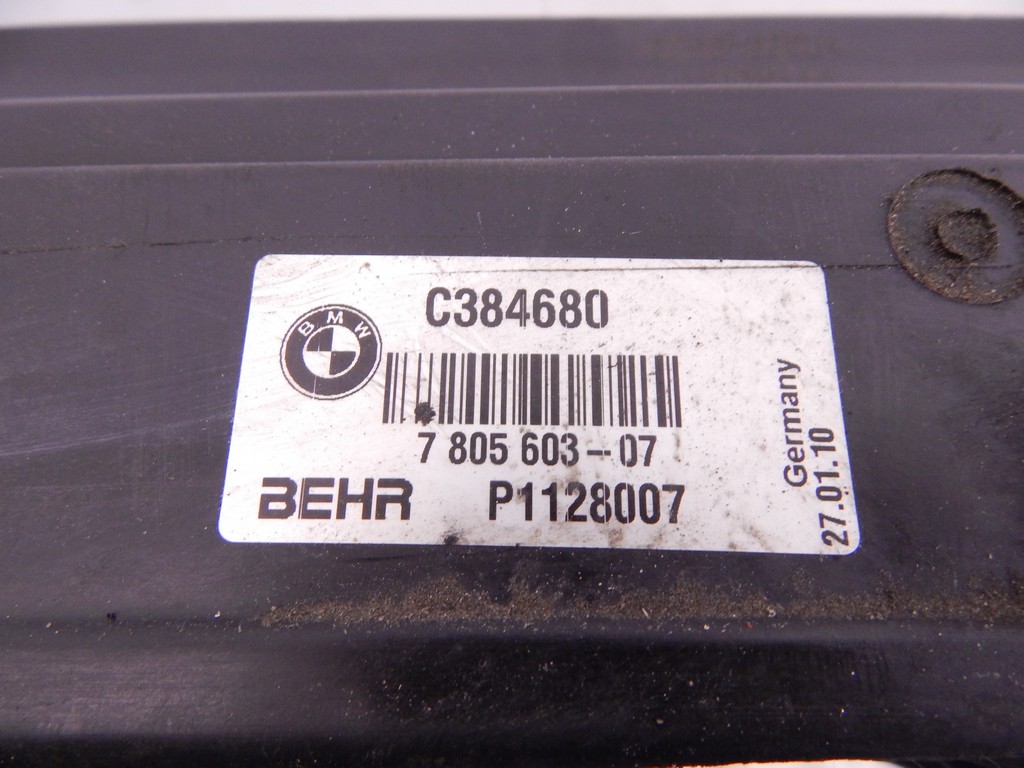 C384680
BMW
7 805 603-07
BEHR P1128007
Germany
27.01.10